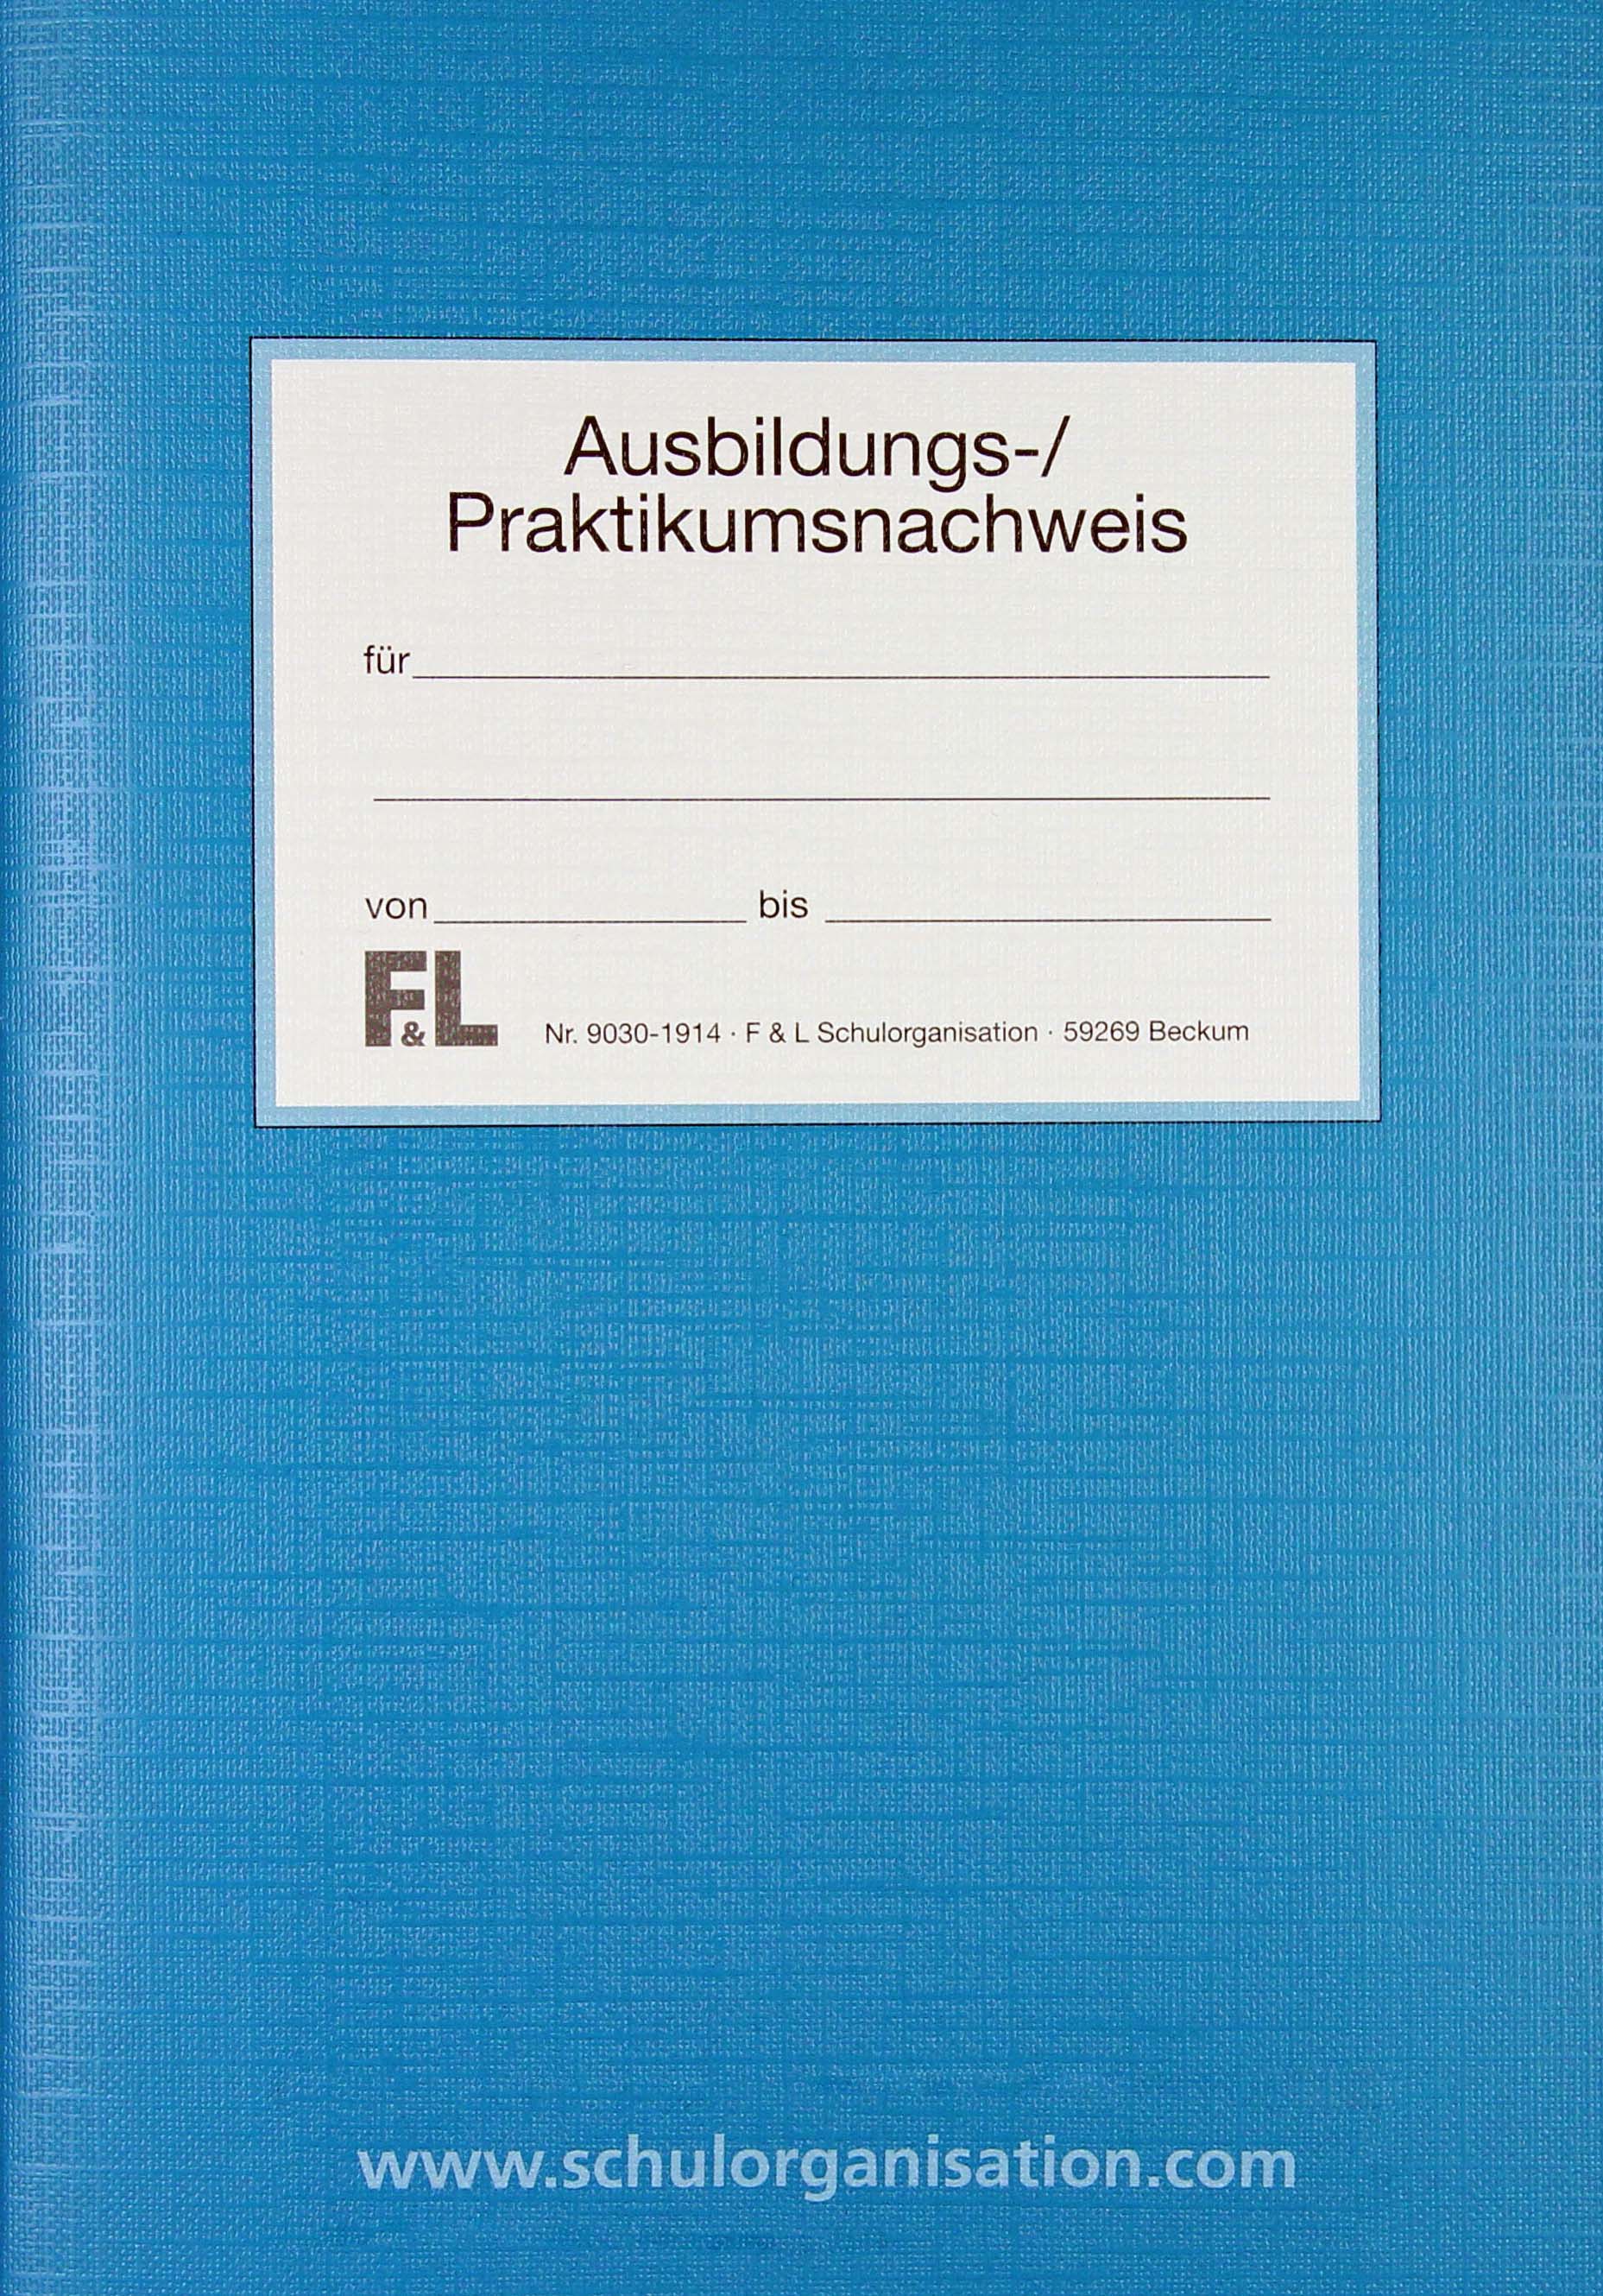 Ausbildungs-/
Praktikumsnachweis
für
von bis
F&L
Nr. 9030-1914 · F & L Schulorganisation · 59269 Beckum
www.schulorganisation.com